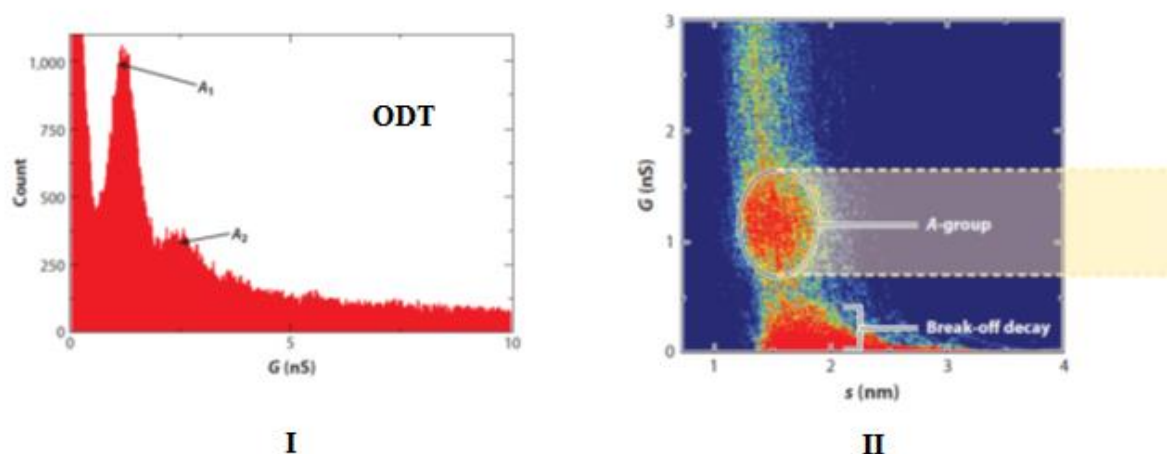 1,000
A1
ODT
750
Count
500
A2
250
0
0
5
10
G (nS)
I
3
2
G (nS)
1
A-group
Break-off decay
0
1
2
3
4
s (nm)
II